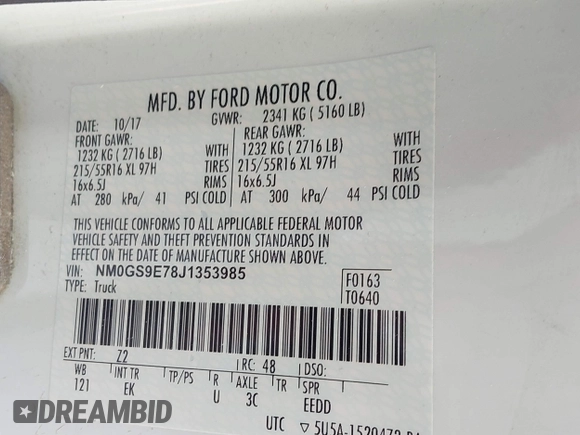 MFD. BY FORD MOTOR CO.
DATE: 10/17 GVWR: 2341 KG ( 5160 LB)
FRONT GAWR: REAR GAWR:
1232 KG ( 2716 LB) WITH 1232 KG ( 2716 LB) WITH
215/55R16 XL 97H TIRES 215/55R16 XL 97H TIRES
16x6.5J RIMS 16x6.5J RIMS
AT 280 kPa/ 41 PSI COLD AT 300 kPa/ 44 PSI COLD
THIS VEHICLE CONFORMS TO ALL APPLICABLE FEDERAL MOTOR
VEHICLE SAFETY AND THEFT PREVENTION STANDARDS IN
EFFECT ON THE DATE OF MANUFACTURE SHOWN ABOVE.
VIN: NM0GS9E78J1353985 F0163
TYPE: Truck T0640
EXT PNT: Z2 RC: 48 DSO:
WB INT TR TP/PS R AXLE TR SPR
121 EK U 3C EEDD
UTC
DREAMBID